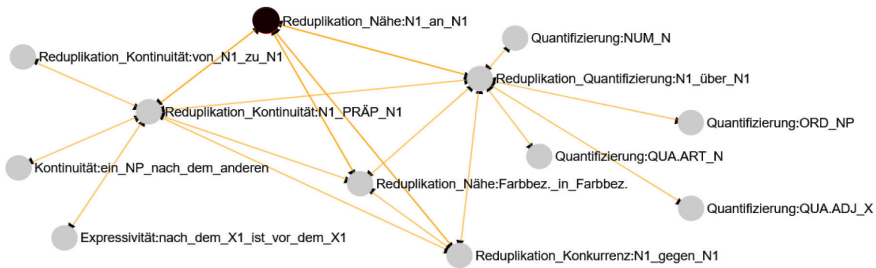 Reduplikation_Nähe:N1_an_N1
Quantifizierung:NUM_N
Reduplikation_Kontinuität:von_N1_zu_N1
Reduplikation_Quantifizierung:N1_über_N1
Reduplikation_Kontinuität:N1_PRÄP_N1
Quantifizierung:ORD_NP
Quantifizierung:QUA.ART_N
Kontinuität:ein_NP_nach_dem_anderen
Reduplikation_Nähe:Farbbez._in_Farbbez.
Quantifizierung:QUA.ADJ_X
Expressivität:nach_dem_X1_ist_vor_dem_X1
Reduplikation_Konkurrenz:N1_gegen_N1